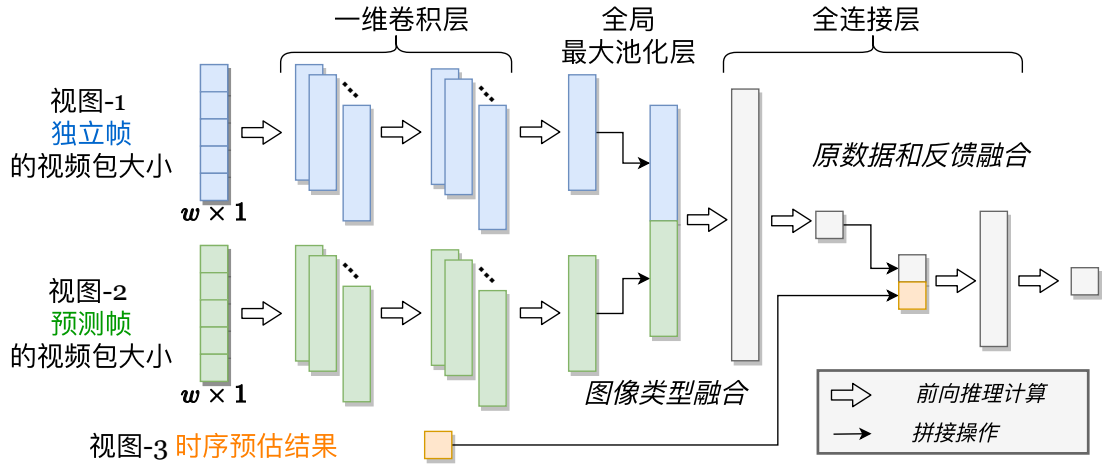 一维卷积层
全局
最大池化层
全连接层
视图-1
独立帧
的视频包大小
w × 1
原数据和反馈融合
视图-2
预测帧
的视频包大小
w × 1
图像类型融合
视图-3 时序预估结果
前向推理计算
拼接操作